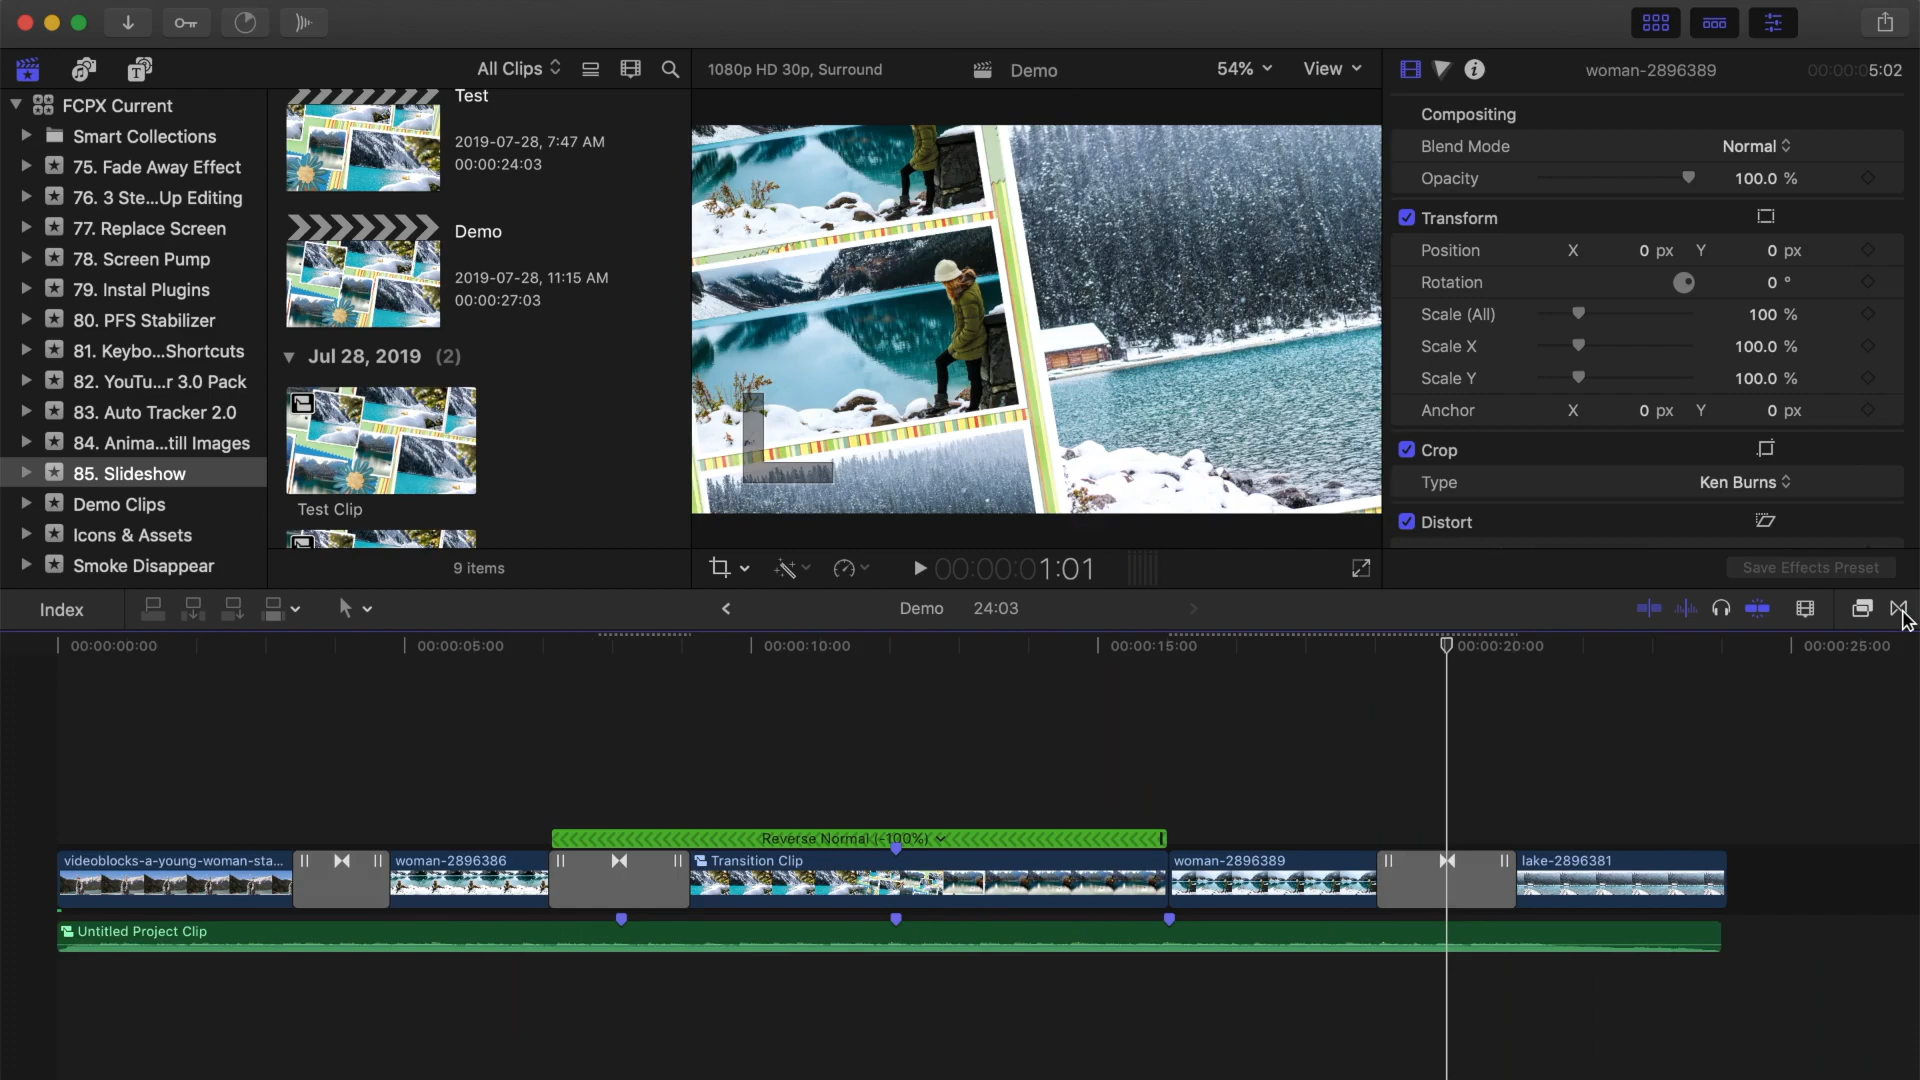 All Clips
1080p HD 30p, Surround
Demo
54%
View
woman-2896389
00:00:05:02
FCPX Current
Smart Collections
75. Fade Away Effect
76. 3 Ste...Up Editing
77. Replace Screen
78. Screen Pump
79. Instal Plugins
80. PFS Stabilizer
81. Keybo...Shortcuts
82. YouTu...r 3.0 Pack
83. Auto Tracker 2.0
84. Anima...till Images
85. Slideshow
Demo Clips
Icons & Assets
Smoke Disappear
Test
2019-07-28, 7:47 AM
00:00:24:03
Demo
2019-07-28, 11:15 AM
00:00:27:03
Jul 28, 2019 (2)
Test Clip
9 items
00:00:01:01
Compositing
Blend Mode Normal
Opacity 100.0 %
Transform
Position X 0 px Y 0 px
Rotation 0 °
Scale (All) 100 %
Scale X 100.0 %
Scale Y 100.0 %
Anchor X 0 px Y 0 px
Crop
Type Ken Burns
Distort
Save Effects Preset
Index
Demo 24:03
00:00:00:00 00:00:05:00 00:00:10:00 00:00:15:00 00:00:20:00 00:00:25:00
Reverse Normal (-100%)
videoblocks-a-young-woman-sta...
woman-2896386
Transition Clip
woman-2896389
lake-2896381
Untitled Project Clip